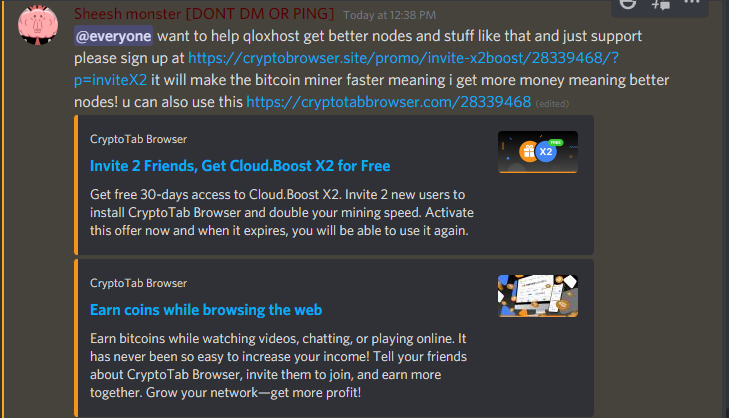 Sheesh monster [DONT DM OR PING] Today at 12:38 PM
@everyone want to help qloxhost get better nodes and stuff like that and just support
please sign up at https://cryptobrowser.site/promo/invite-x2boost/28339468/?
p=inviteX2 it will make the bitcoin miner faster meaning i get more money meaning better
nodes! u can also use this https://cryptotabbrowser.com/28339468 (edited)
CryptoTab Browser
Invite 2 Friends, Get Cloud.Boost X2 for Free
FREE
X2
Get free 30-days access to Cloud.Boost X2. Invite 2 new users to
install CryptoTab Browser and double your mining speed. Activate
this offer now and when it expires, you will be able to use it again.
CryptoTab Browser
Earn coins while browsing the web
Earn bitcoins while watching videos, chatting, or playing online. It
has never been so easy to increase your income! Tell your friends
about CryptoTab Browser, invite them to join, and earn more
together. Grow your network—get more profit!